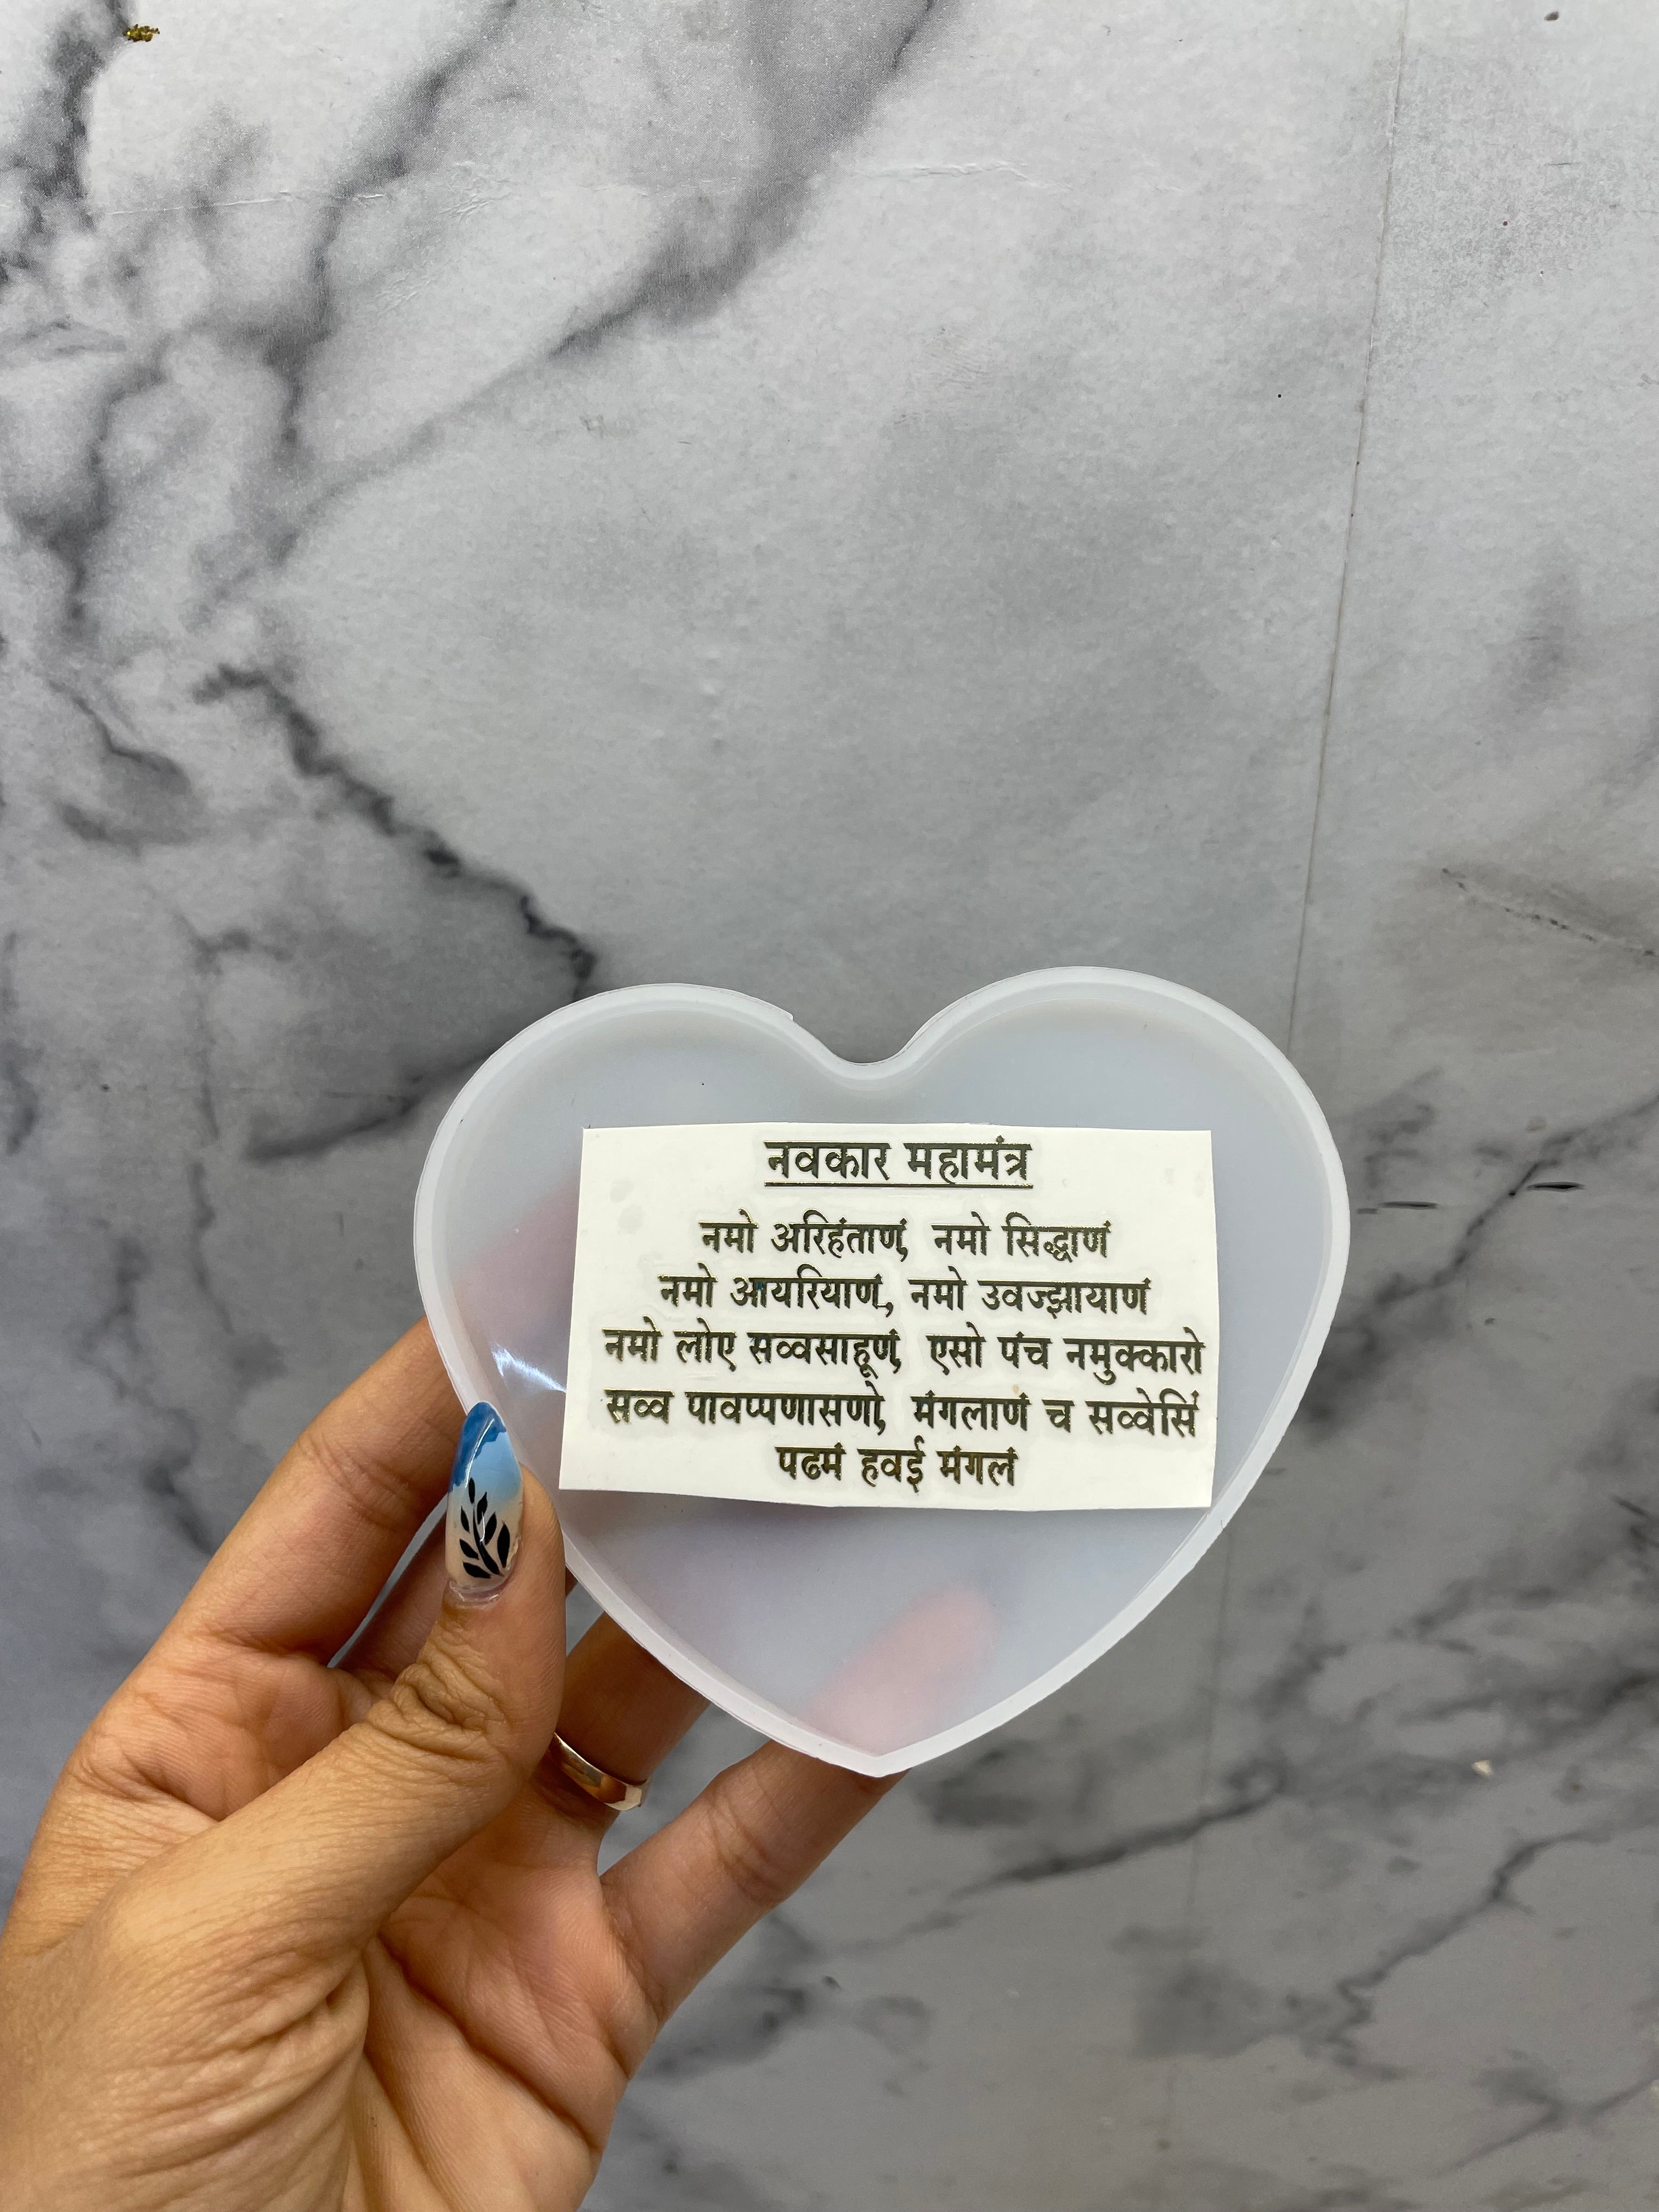 नवकार महामंत्र
नमो अरिहंताणं, नमो सिद्धाणं
नमो आयरियाणं, नमो उवज्झायाणं
नमो लोए सव्वसाहूणं, एसो पंच नमुक्कारो
सव्व पावप्पणासणो, मंगलाणं च सव्वेसिं
पढमं हवई मंगलं